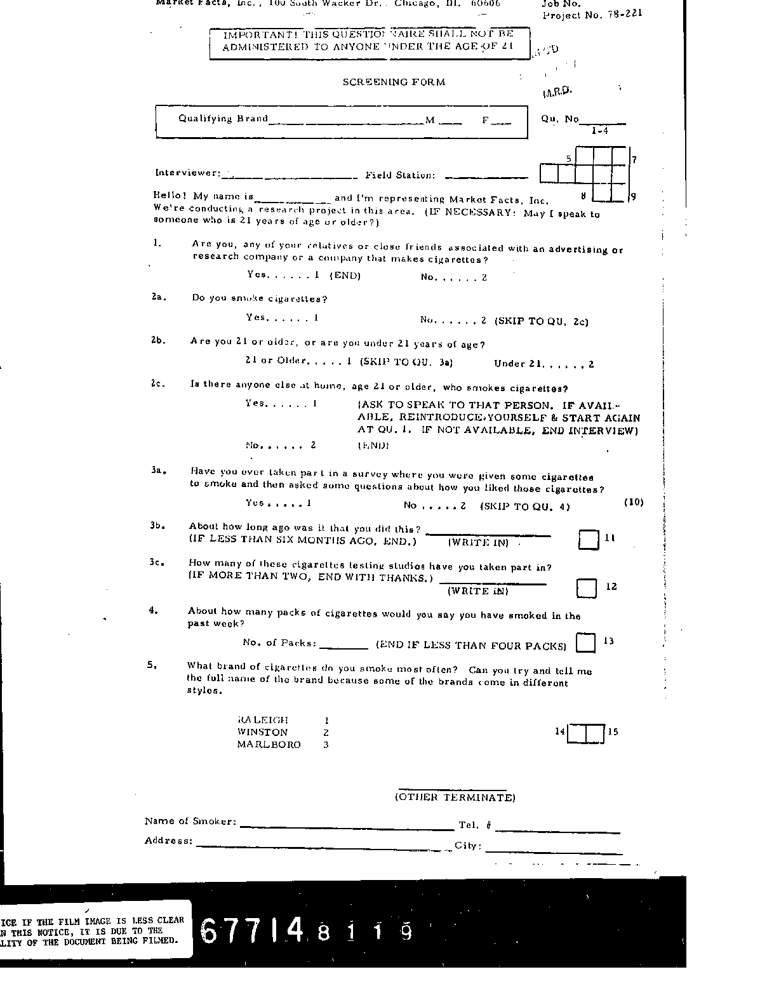 Market Facts, Inc., 100 South Wacker Dr., Chicago, Ill. 60606 Job No.
Project No. 78-221
IMPORTANT! THIS QUESTIONNAIRE SHALL NOT BE
ADMINISTERED TO ANYONE UNDER THE AGE OF 21
SCREENING FORM
M.R.D.
Qualifying Brand____ M ____ F ____ Qu. No____
1-4
5 7
Interviewer:____ Field Station: ____
8 9
Hello! My name is____ and I'm representing Market Facts, Inc.
We're conducting a research project in this area. (IF NECESSARY: May I speak to
someone who is 21 years of age or older?)
1. Are you, any of your relatives or close friends associated with an advertising or
research company or a company that makes cigarettes?
Yes......1 (END) No......2
2a. Do you smoke cigarettes?
Yes......1 No......2 (SKIP TO QU. 2c)
2b. Are you 21 or older, or are you under 21 years of age?
21 or Older.....1 (SKIP TO QU. 3a) Under 21......2
2c. Is there anyone else at home, age 21 or older, who smokes cigarettes?
Yes......1 (ASK TO SPEAK TO THAT PERSON. IF AVAIL-
ABLE, REINTRODUCE YOURSELF & START AGAIN
AT QU. 1. IF NOT AVAILABLE, END INTERVIEW)
No......2 (END)
3a. Have you ever taken part in a survey where you were given some cigarettes
to smoke and then asked some questions about how you liked those cigarettes?
Yes.....1 No .....2 (SKIP TO QU. 4) (10)
3b. About how long ago was it that you did this? ____
(IF LESS THAN SIX MONTHS AGO, END.) (WRITE IN) 11
3c. How many of these cigarettes testing studies have you taken part in?
(IF MORE THAN TWO, END WITH THANKS.) ____
(WRITE IN) 12
4. About how many packs of cigarettes would you say you have smoked in the
past week?
No. of Packs: ____ (END IF LESS THAN FOUR PACKS) 13
5. What brand of cigarettes do you smoke most often? Can you try and tell me
the full name of the brand because some of the brands come in different
styles.
RALEIGH 1
WINSTON 2 14 15
MARLBORO 3
(OTHER TERMINATE)
Name of Smoker: ____ Tel. # ____
Address: ____ City: ____
ICE IF THE FILM IMAGE IS LESS CLEAR
N THIS NOTICE, IT IS DUE TO THE
LITY OF THE DOCUMENT BEING FILMED.
67714 8119